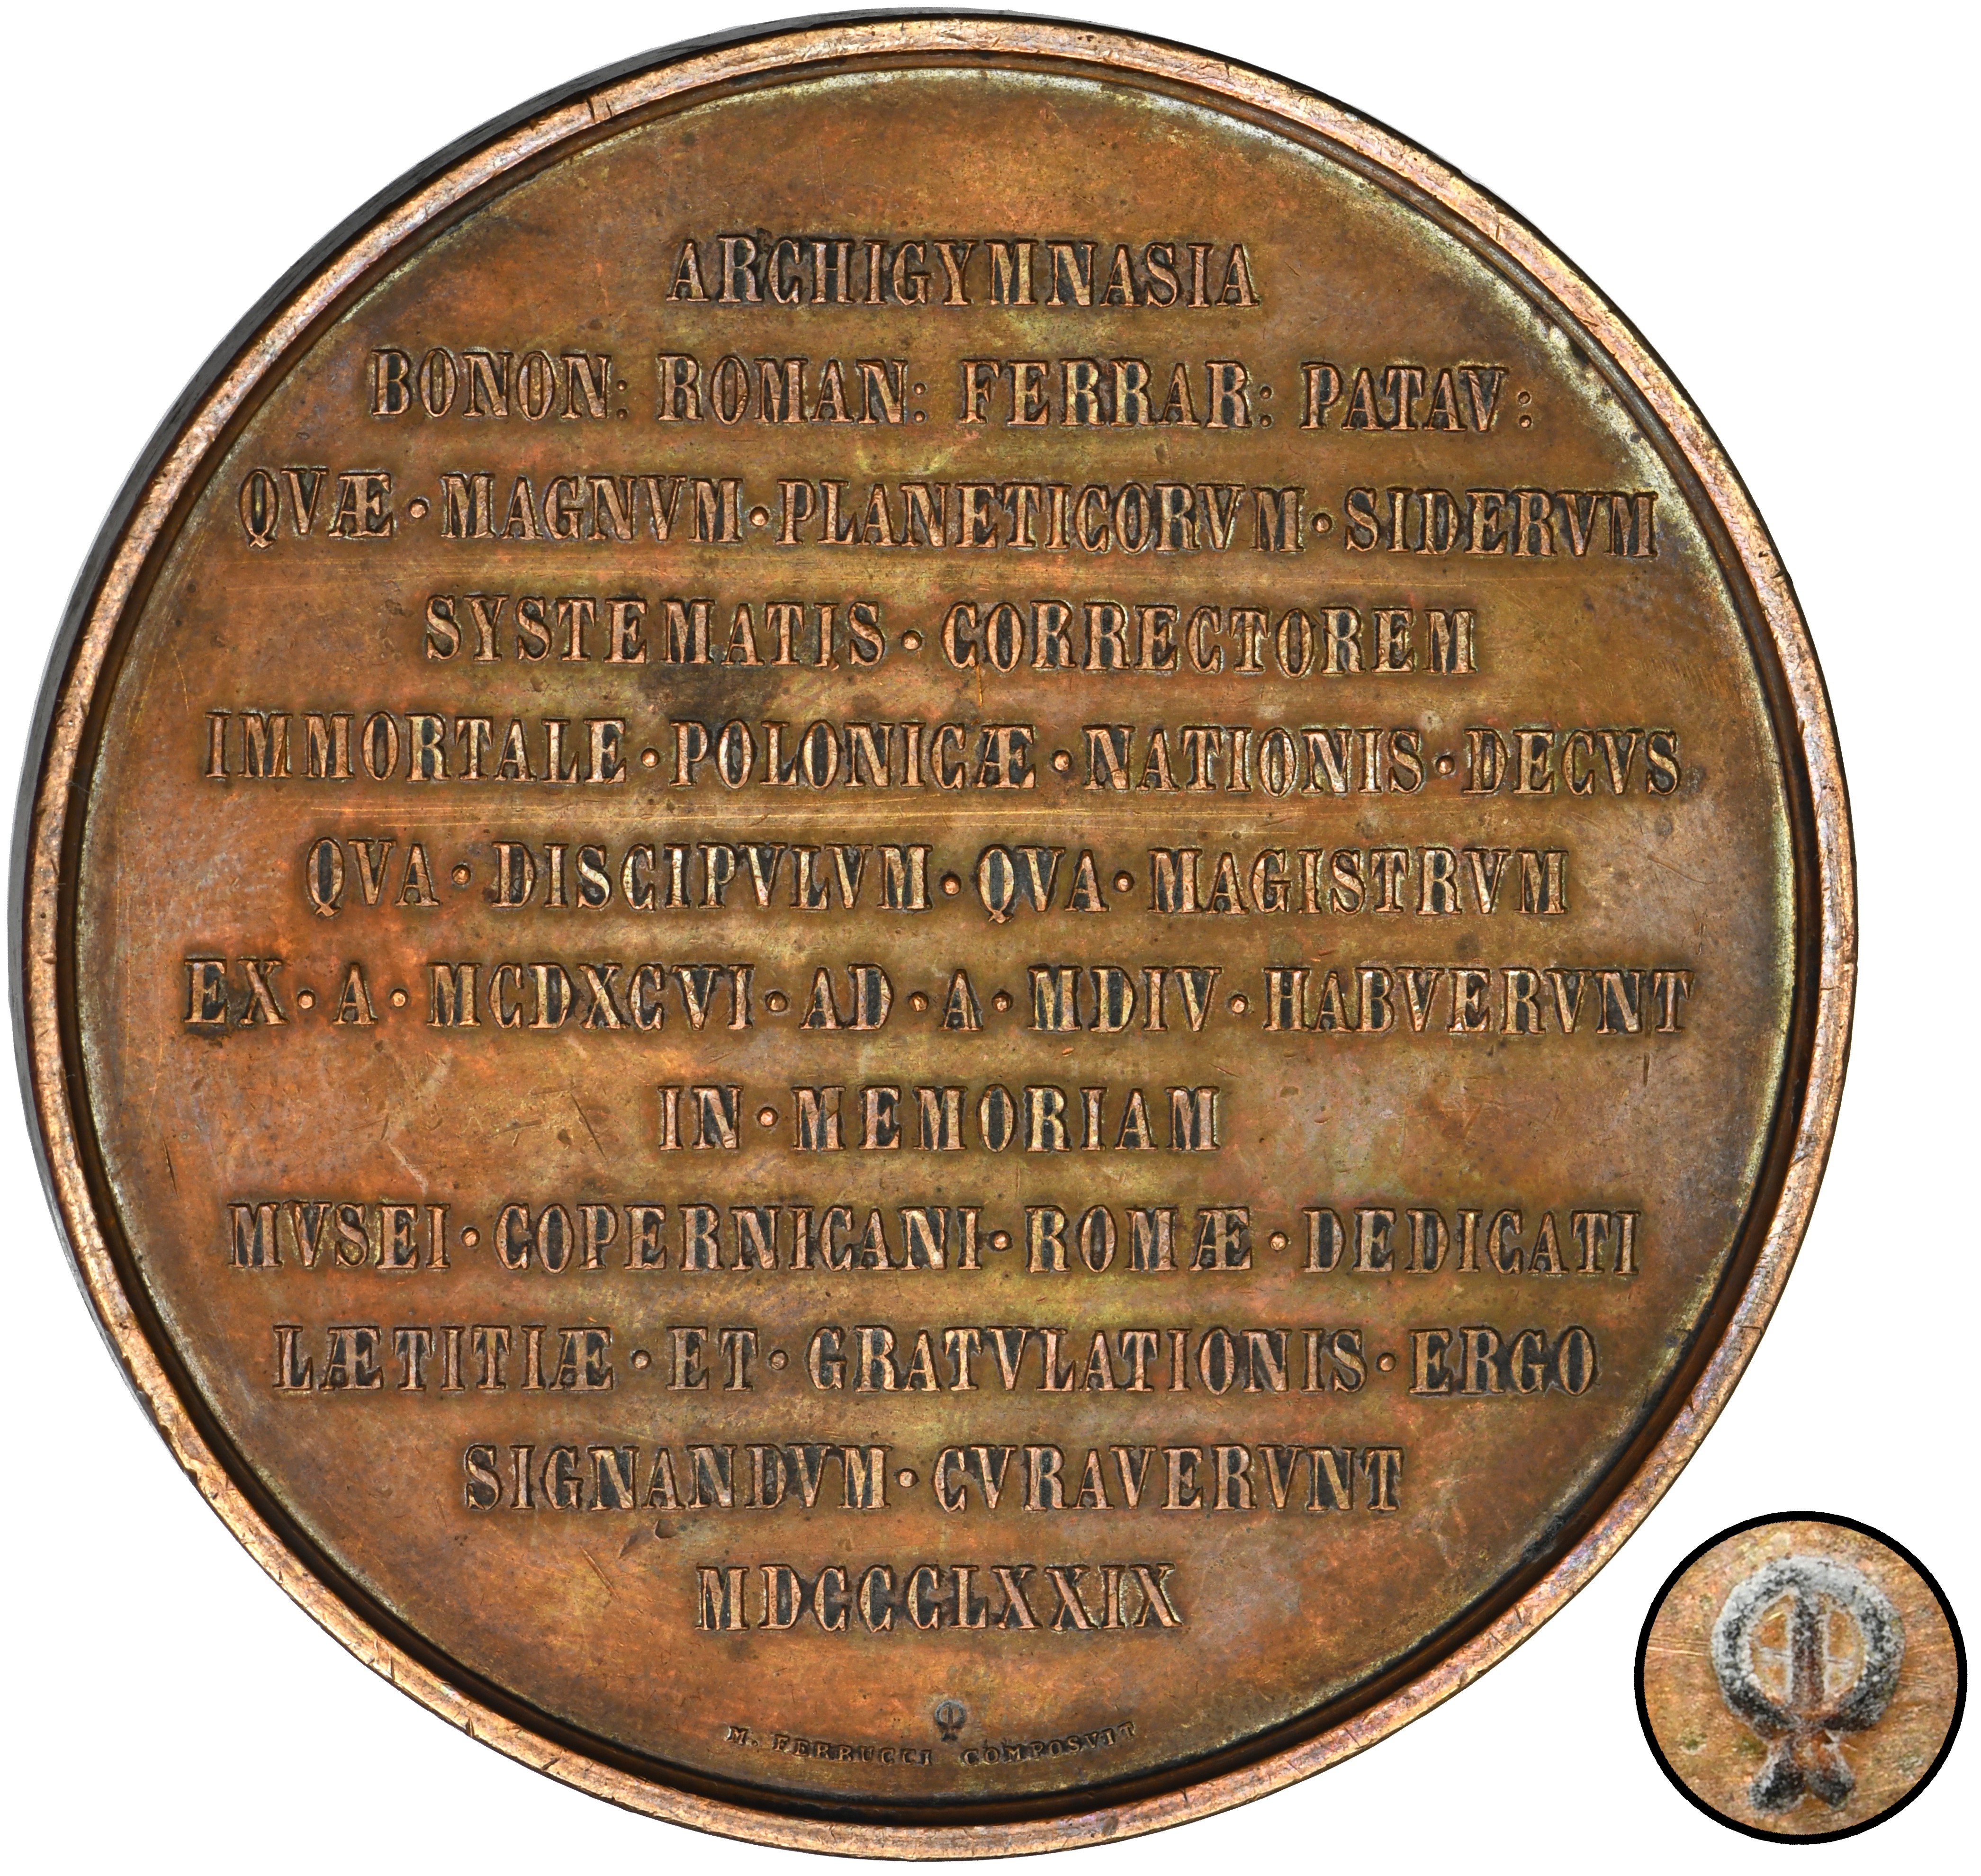 ARCHIGYMNASIA
BONON: ROMAN: FERRAR: PATAV:
QVÆ·MAGNVM·PLANETICORVM·SIDERVM
SYSTEMATIS·CORRECTOREM
IMMORTALE·POLONICÆ·NATIONIS·DECVS
QVA·DISCIPVLVM·QVA·MAGISTRVM
EX·A·MCDXCVI·AD·A·MDIV·HABVERVNT
IN·MEMORIAM
MVSEI·COPERNICANI·ROMÆ·DEDICATI
LÆTITIÆ·ET·GRATVLATIONIS·ERGO
SIGNANDVM·CVRAVERVNT
MDCCCLXXIX
M. FERRUCCI COMPOSVIT